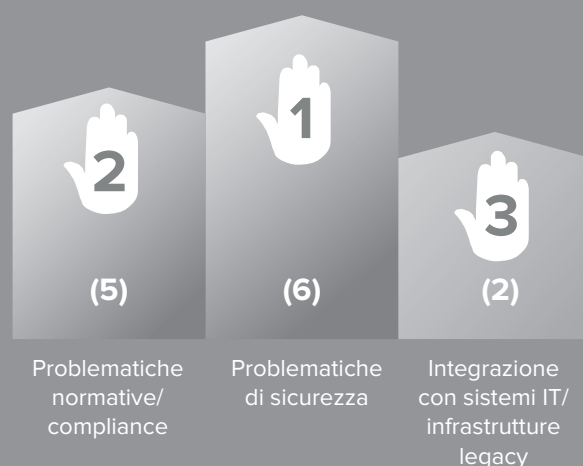 2
1
3
(5)
(6)
(2)
Problematiche
normative/
compliance
Problematiche
di sicurezza
Integrazione
con sistemi IT/
infrastrutture
legacy